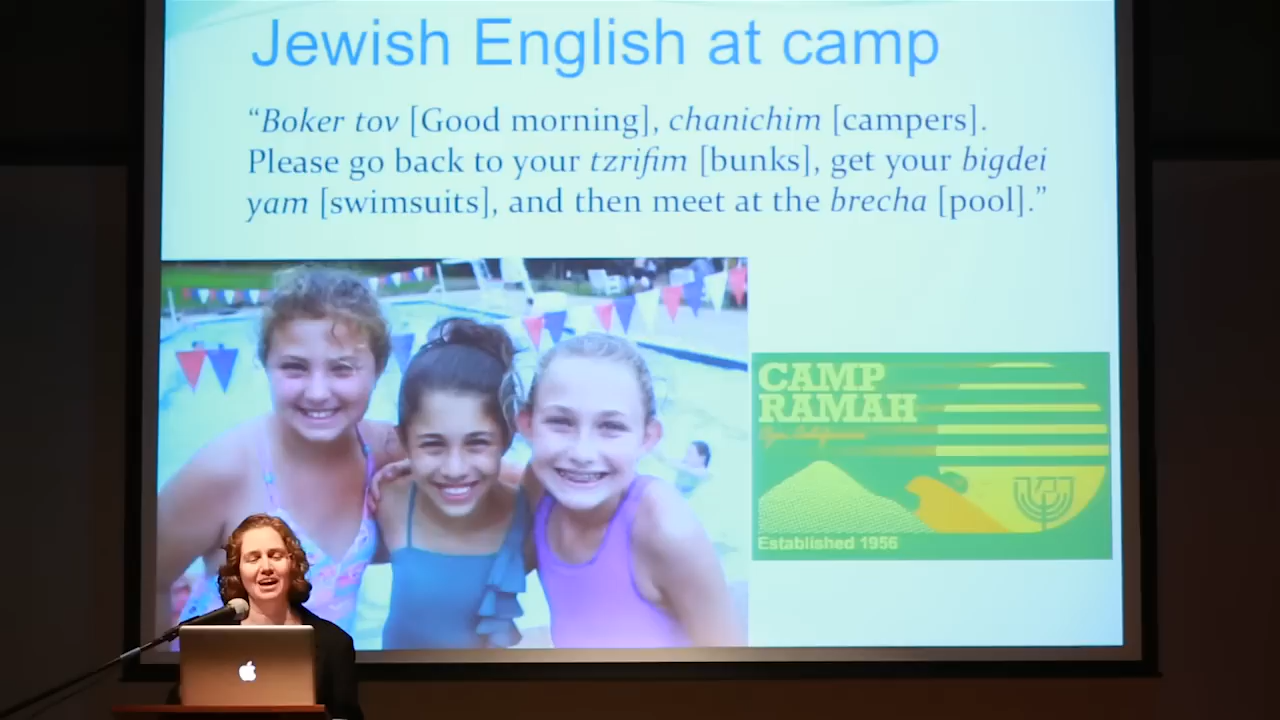 Jewish English at camp
“Boker tov [Good morning], chanichim [campers].
Please go back to your tzrifim [bunks], get your bigdei
yam [swimsuits], and then meet at the brecha [pool].”
CAMP
RAMAH
Established 1956